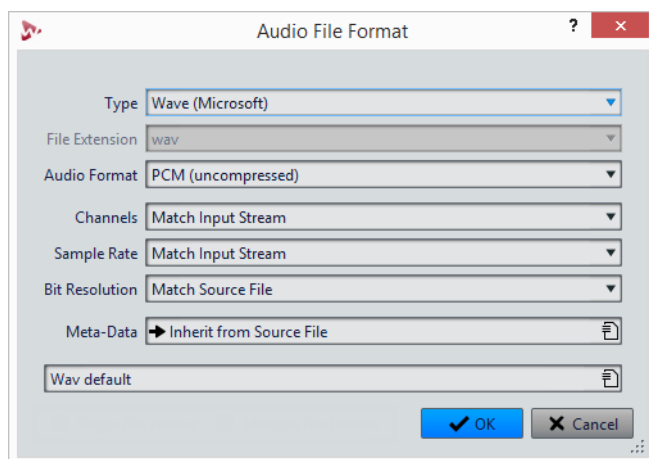 Audio File Format ? ×
Type Wave (Microsoft)
File Extension wav
Audio Format PCM (uncompressed)
Channels Match Input Stream
Sample Rate Match Input Stream
Bit Resolution Match Source File
Meta-Data Inherit from Source File
Wav default
OK Cancel